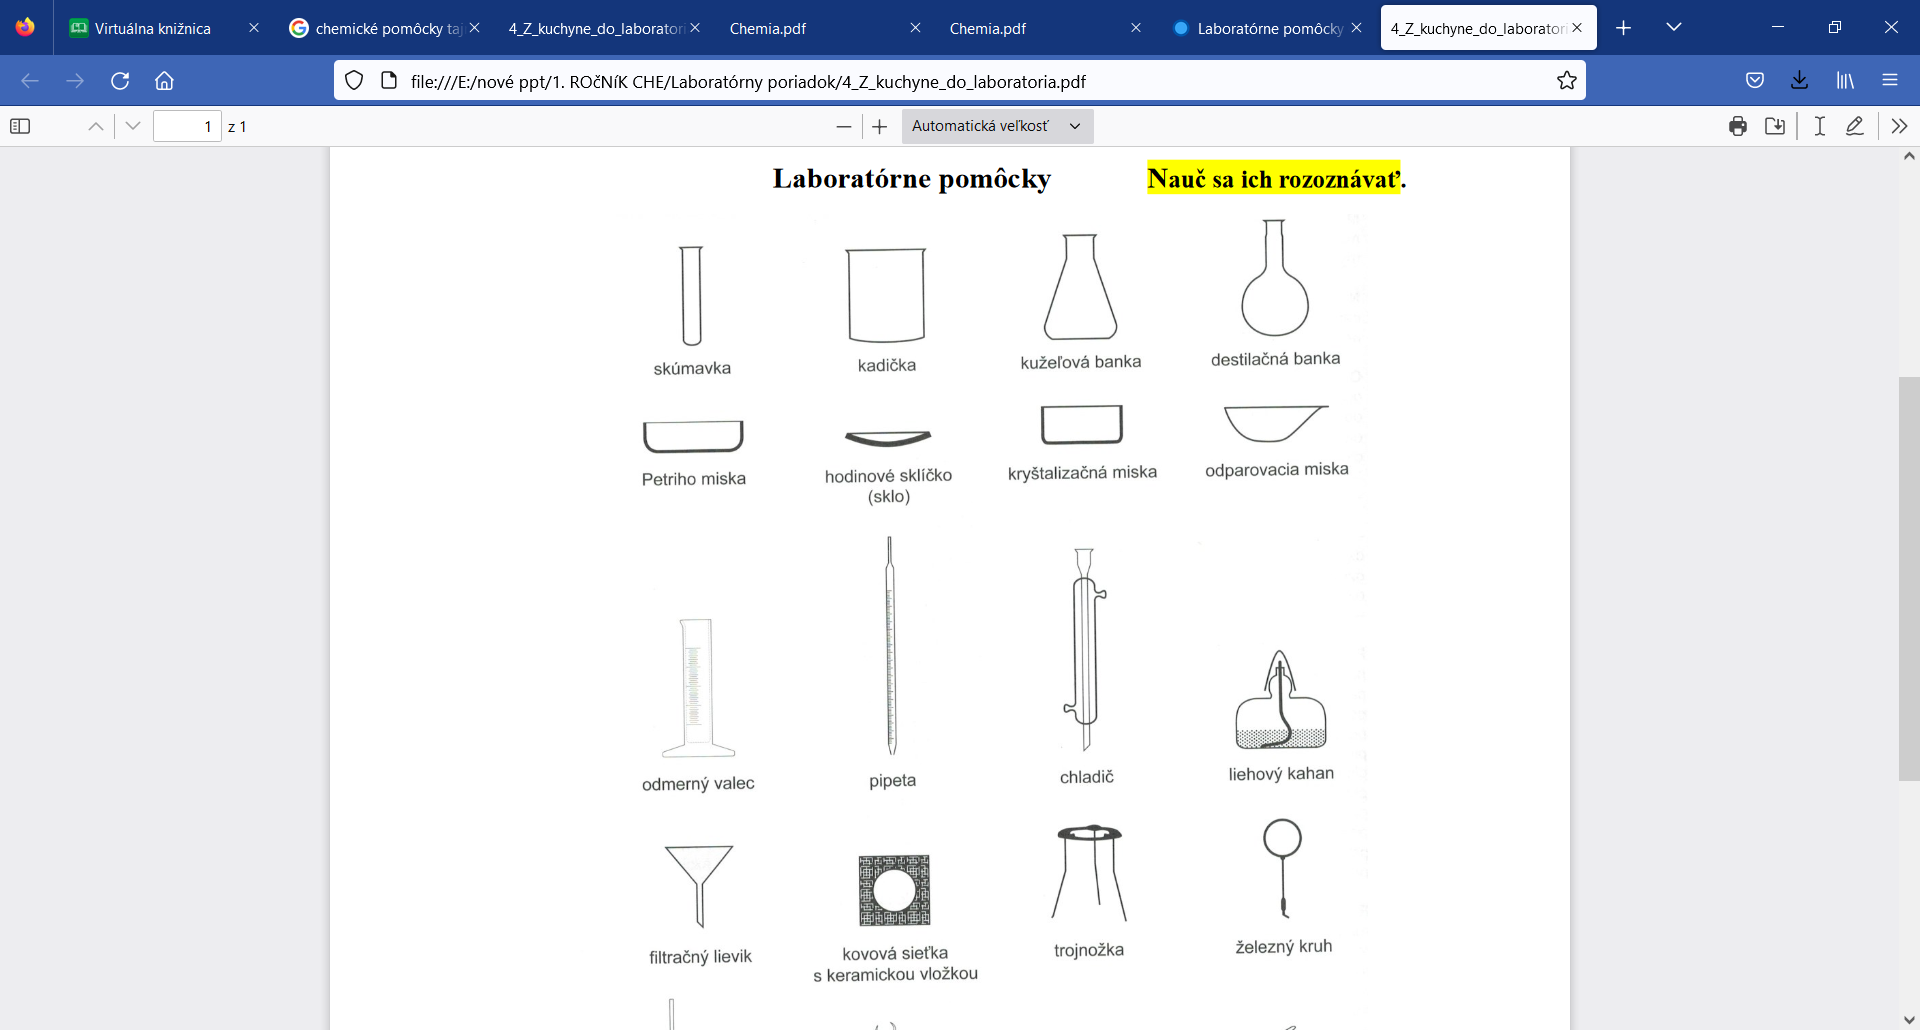 Virtuálna knižnica
chemické pomôcky taj
4_Z_kuchyne_do_laboratori
Chemia.pdf
Chemia.pdf
Laboratórne pomôcky
4_Z_kuchyne_do_laboratori
file:///E:/nové ppt/1. ROčNíK CHE/Laboratórny poriadok/4_Z_kuchyne_do_laboratoria.pdf
1 z 1
Automatická veľkosť
Laboratórne pomôcky Nauč sa ich rozoznávať.
skúmavka
kadička
kužeľová banka
destilačná banka
Petriho miska
hodinové sklíčko
(sklo)
kryštalizačná miska
odparovacia miska
odmerný valec
pipeta
chladič
liehový kahan
filtračný lievik
kovová sieťka
s keramickou vložkou
trojnožka
železný kruh